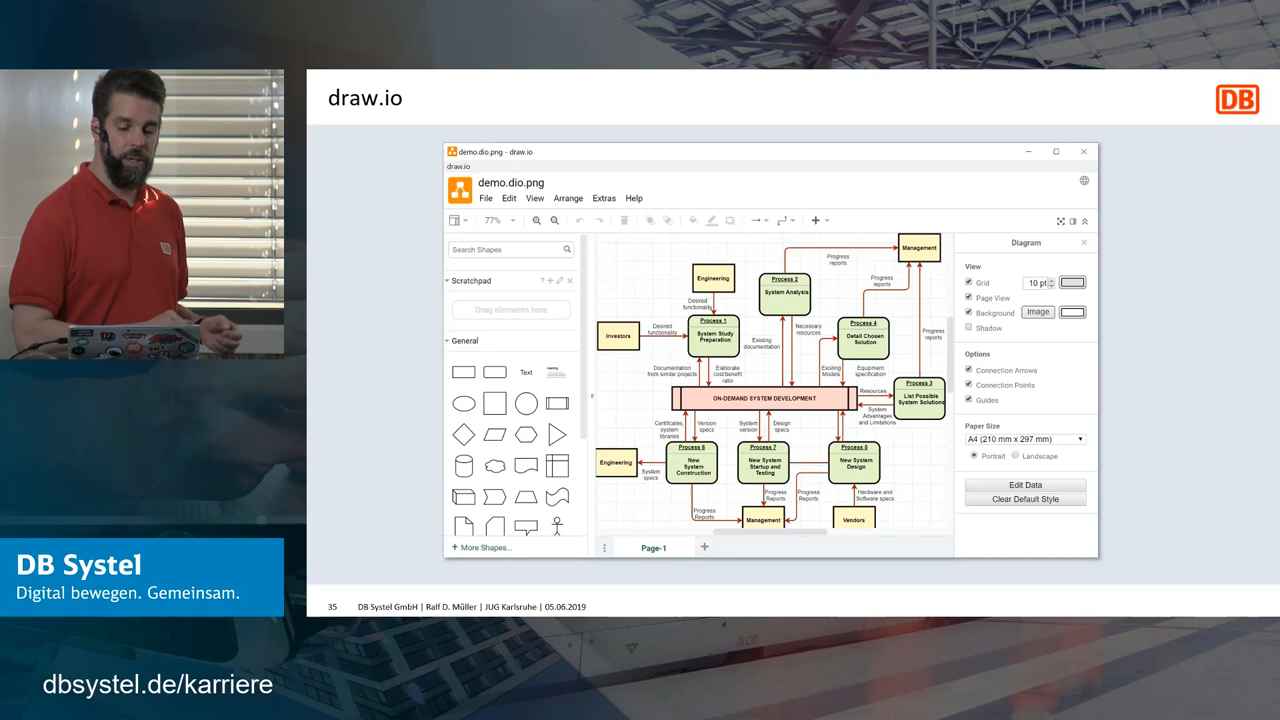 draw.io
DB
demo.dio.png - draw.io
draw.io
demo.dio.png
File Edit View Arrange Extras Help
77%
Search Shapes
Scratchpad
?
Drag elements here
General
Text
Heading
More Shapes...
Management
Progress
reports
Engineering
Process 2
System Analysis
Progress
reports
Desired
functionality
Investors
Desired
functionality
Process 1
System Study
Preparation
Necessary
resources
Existing
documentation
Process 4
Detail Chosen
Solution
Progress
reports
Documentation
from similar projects
Elaborate
cost/benefit
ratio
Existing
Models
Equipment
specification
Process 3
List Possible
System Solutions
ON-DEMAND SYSTEM DEVELOPMENT
Resources
System
Advantages
and Limitations
Certificates,
system
libraries
Version
specs
System
version
Design
specs
Process 6
New
System
Construction
Process 7
New System
Startup and
Testing
Process 5
New System
Design
Engineering
System
specs
Progress
Reports
Progress
Reports
Progress
Reports
Hardware and
Software specs
Management
Vendors
Page-1
Diagram
View
Grid 10 pt
Page View
Background Image
Shadow
Options
Connection Arrows
Connection Points
Guides
Paper Size
A4 (210 mm x 297 mm)
Portrait Landscape
Edit Data
Clear Default Style
35 DB Systel GmbH | Ralf D. Müller | JUG Karlsruhe | 05.06.2019
DB Systel
Digital bewegen. Gemeinsam.
dbsystel.de/karriere